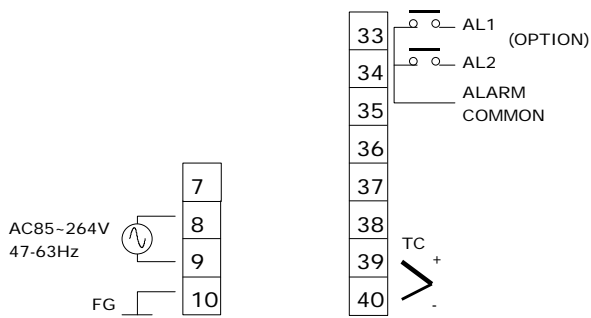 7
8
9
10
AC85~264V
47-63Hz
FG
33
34
35
36
37
38
39
40
AL1
(OPTION)
AL2
ALARM
COMMON
TC
+
-